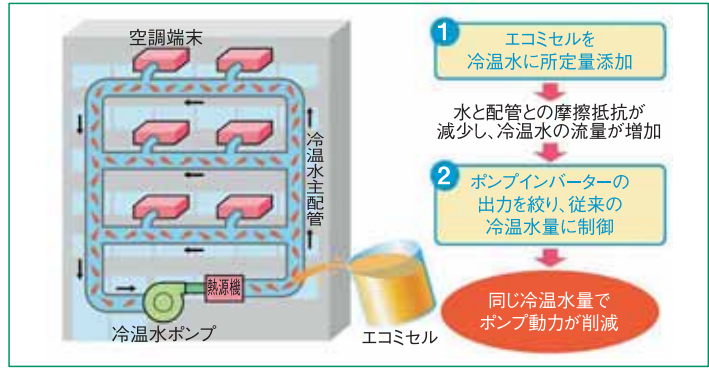 空調端末
冷温水主配管
熱源機
冷温水ポンプ
エコミセル
1
エコミセルを
冷温水に所定量添加
水と配管との摩擦抵抗が
減少し、冷温水の流量が増加
2
ポンプインバーターの
出力を絞り、従来の
冷温水量に制御
同じ冷温水量で
ポンプ動力が削減